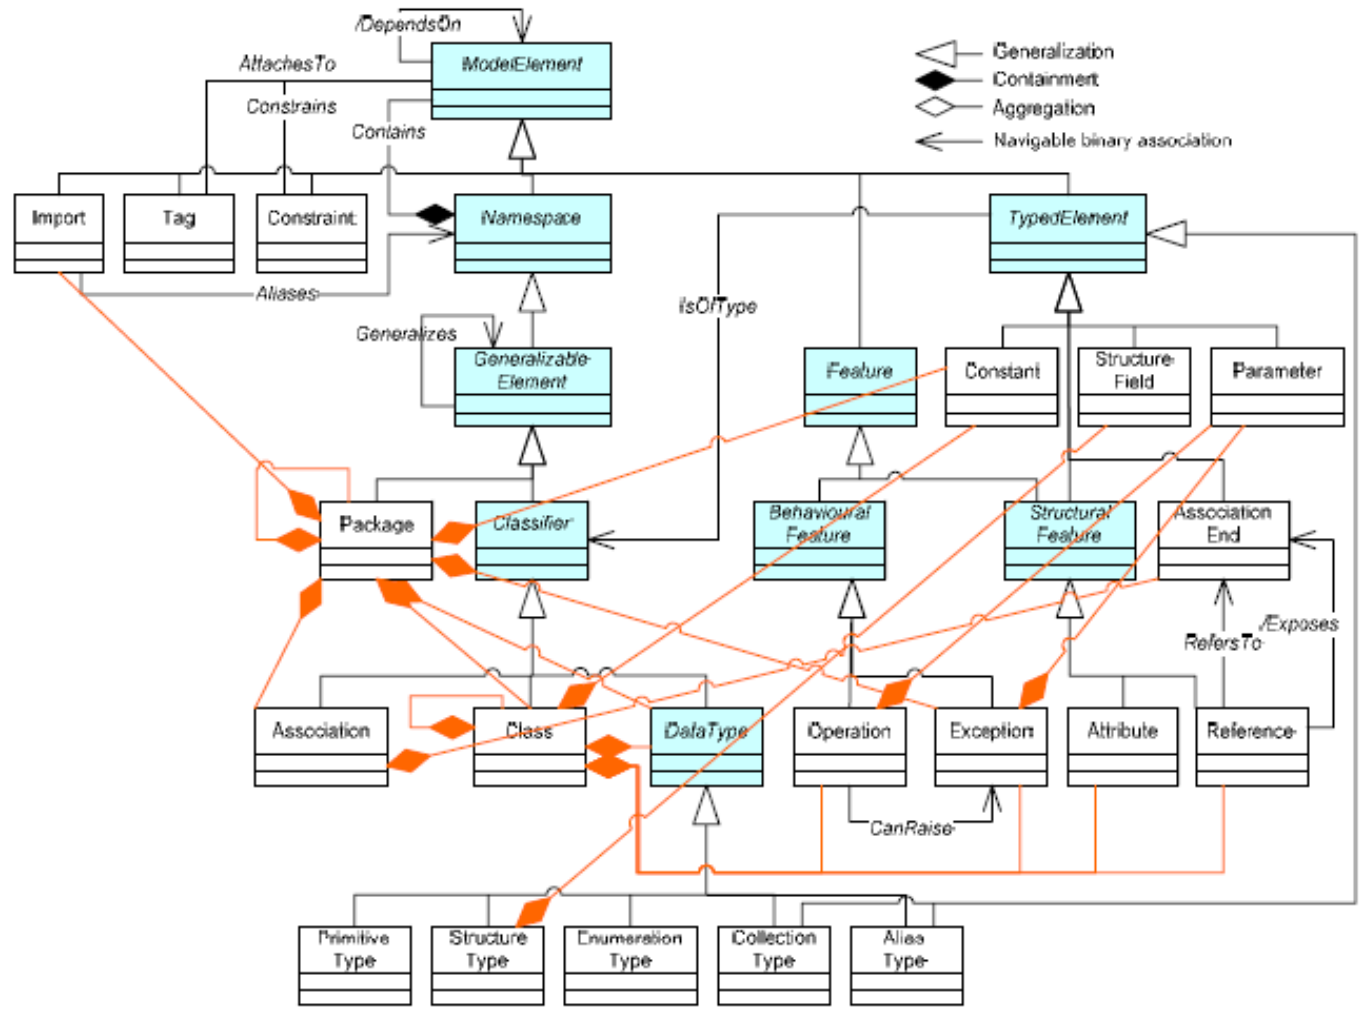 /DependsOn
ModelElement
AttachesTo
Constrains
Contains
Generalization
Containment
Aggregation
Navigable binary association
Import
Tag
Constraint
Namespace
TypedElement
Aliases
IsOfType
Generalizes
Generalizable
Element
Feature
Constant
Structure
Field
Parameter
Package
Classifier
Behavioural
Feature
Structural
Feature
Association
End
RefersTo
/Exposes
Association
Class
DataType
Operation
Exception
Attribute
Reference
CanRaise
Primitive
Type
Structure
Type
Enumeration
Type
Collection
Type
Alias
Type